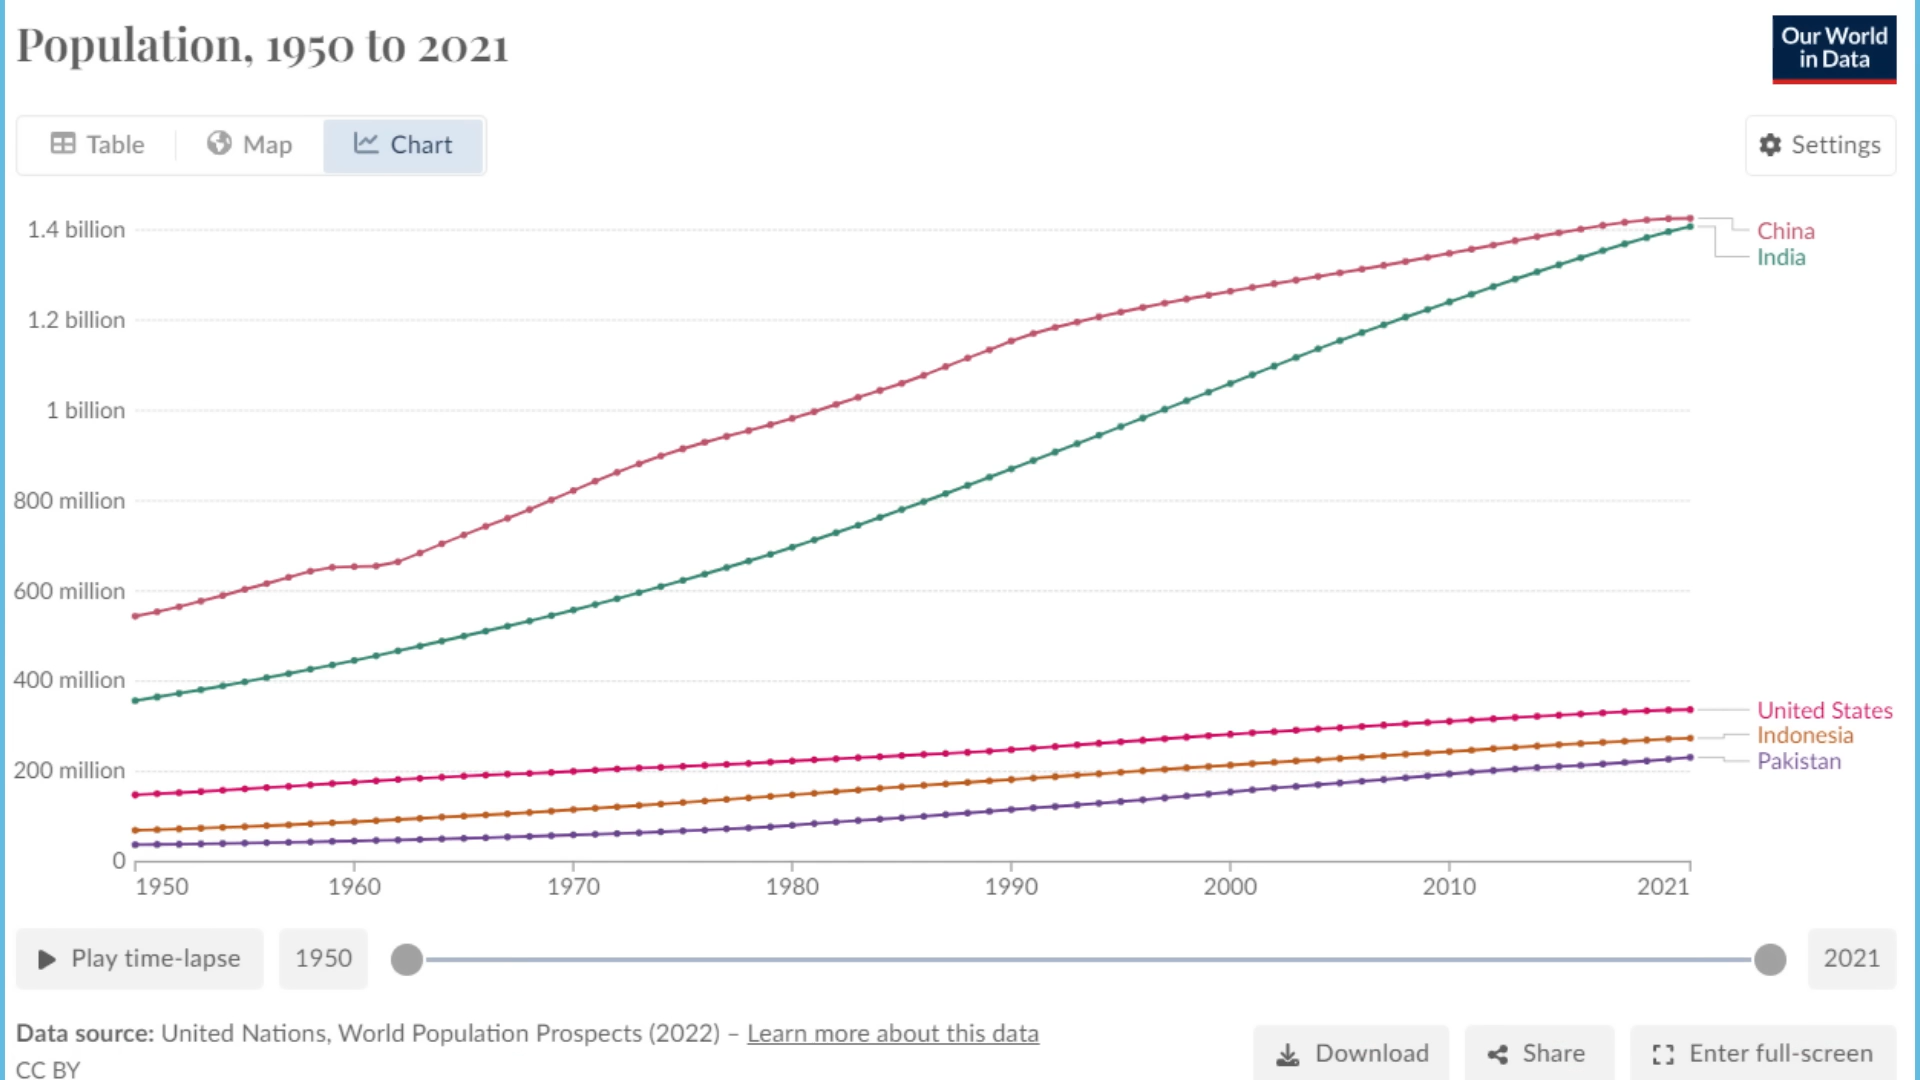 Population, 1950 to 2021
Our World
in Data
Table
Map
Chart
Settings
1.4 billion
1.2 billion
1 billion
800 million
600 million
400 million
200 million
0
China
India
United States
Indonesia
Pakistan
1950
1960
1970
1980
1990
2000
2010
2021
Play time-lapse
1950
2021
Data source: United Nations, World Population Prospects (2022) – Learn more about this data
CC BY
Download
Share
Enter full-screen